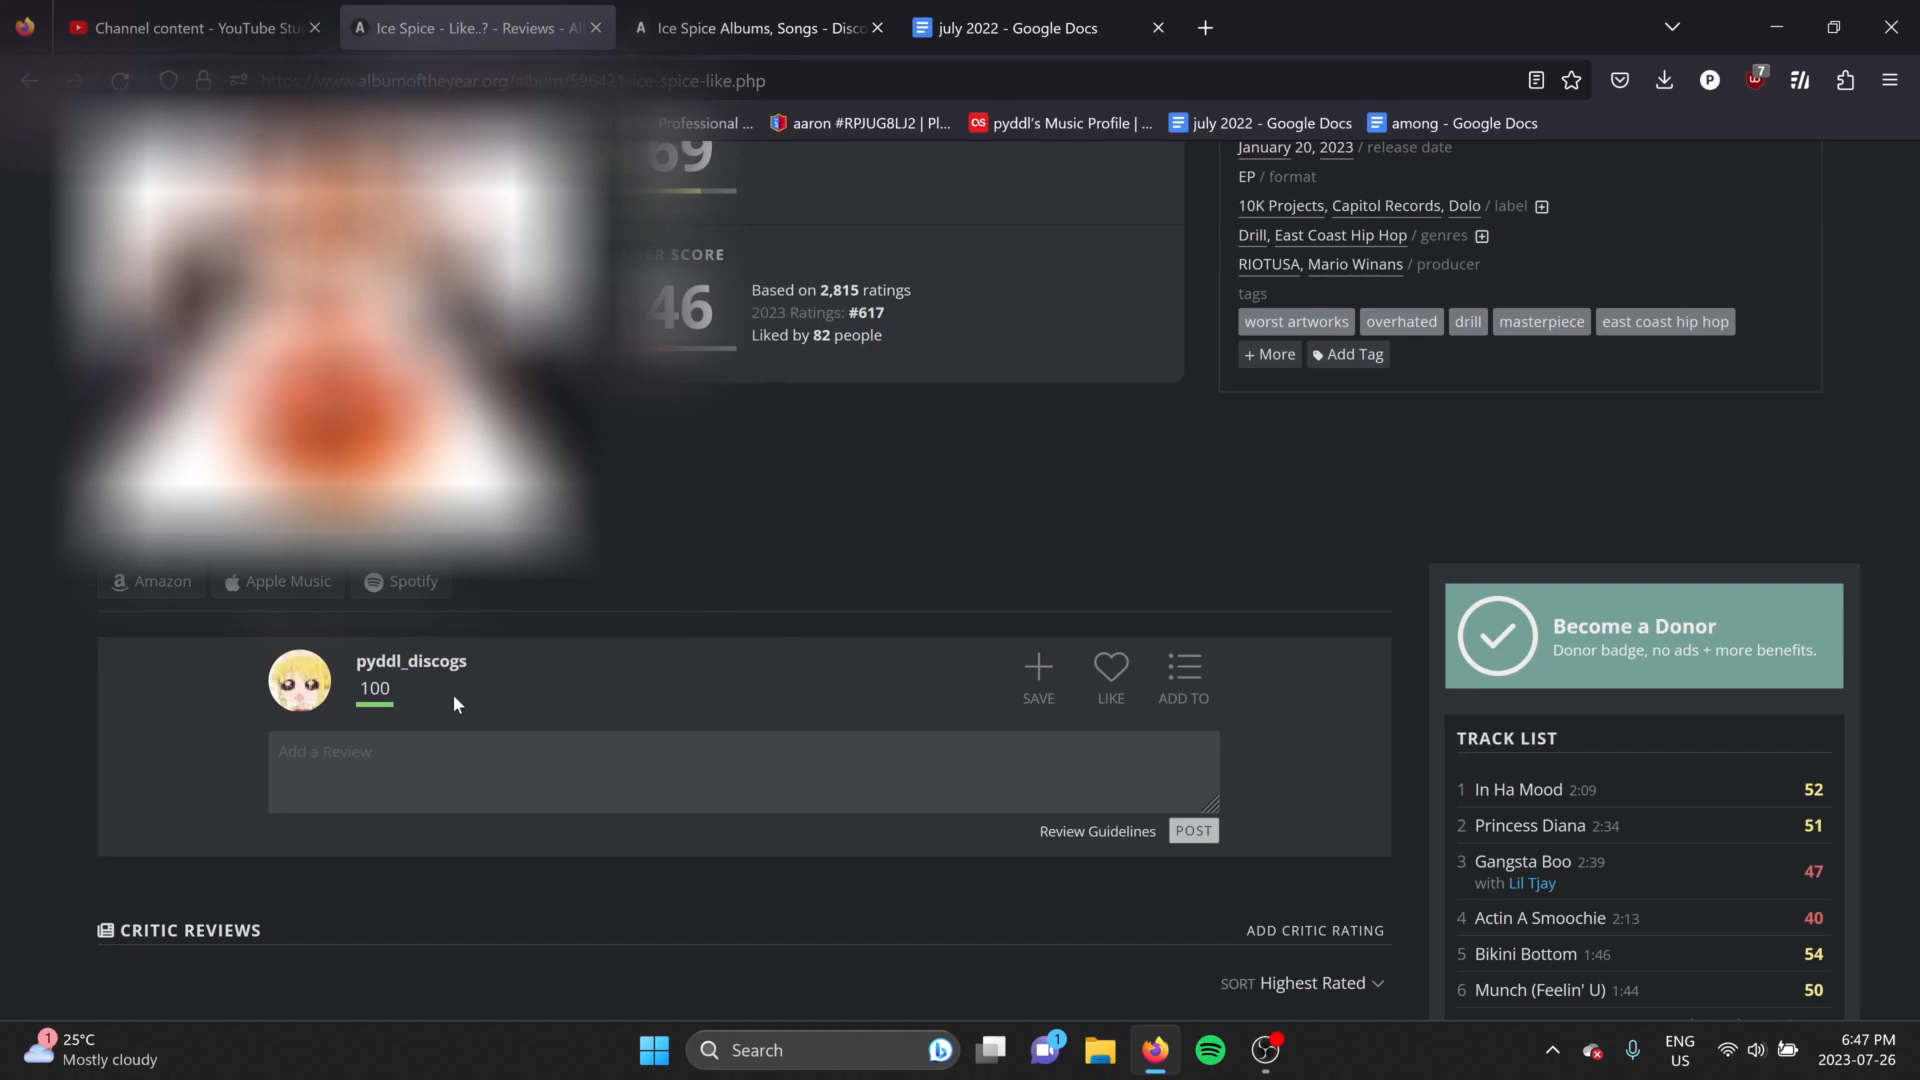 Channel content - YouTube Stu
Ice Spice - Like..? - Reviews - Al
Ice Spice Albums, Songs - Disco
july 2022 - Google Docs
https://www.albumoftheyear.org/album/596421-ice-spice-like.php
7
Professional ...
aaron #RPJUG8LJ2 | Pl...
pyddl's Music Profile | ...
july 2022 - Google Docs
among - Google Docs
69
January 20, 2023 / release date
EP / format
10K Projects, Capitol Records, Dolo / label
Drill, East Coast Hip Hop / genres
RIOTUSA, Mario Winans / producer
tags
worst artworks overhated drill masterpiece east coast hip hop
+ More Add Tag
ER SCORE
46
Based on 2,815 ratings
2023 Ratings: #617
Liked by 82 people
Amazon Apple Music Spotify
pyddl_discogs
100
SAVE LIKE ADD TO
Add a Review
Review Guidelines POST
CRITIC REVIEWS
ADD CRITIC RATING
SORT Highest Rated
Become a Donor
Donor badge, no ads + more benefits.
TRACK LIST
1 In Ha Mood 2:09 52
2 Princess Diana 2:34 51
3 Gangsta Boo 2:39 47
with Lil Tjay
4 Actin A Smoochie 2:13 40
5 Bikini Bottom 1:46 54
6 Munch (Feelin' U) 1:44 50
1
25°C
Mostly cloudy
Search
1
ENG
US
6:47 PM
2023-07-26